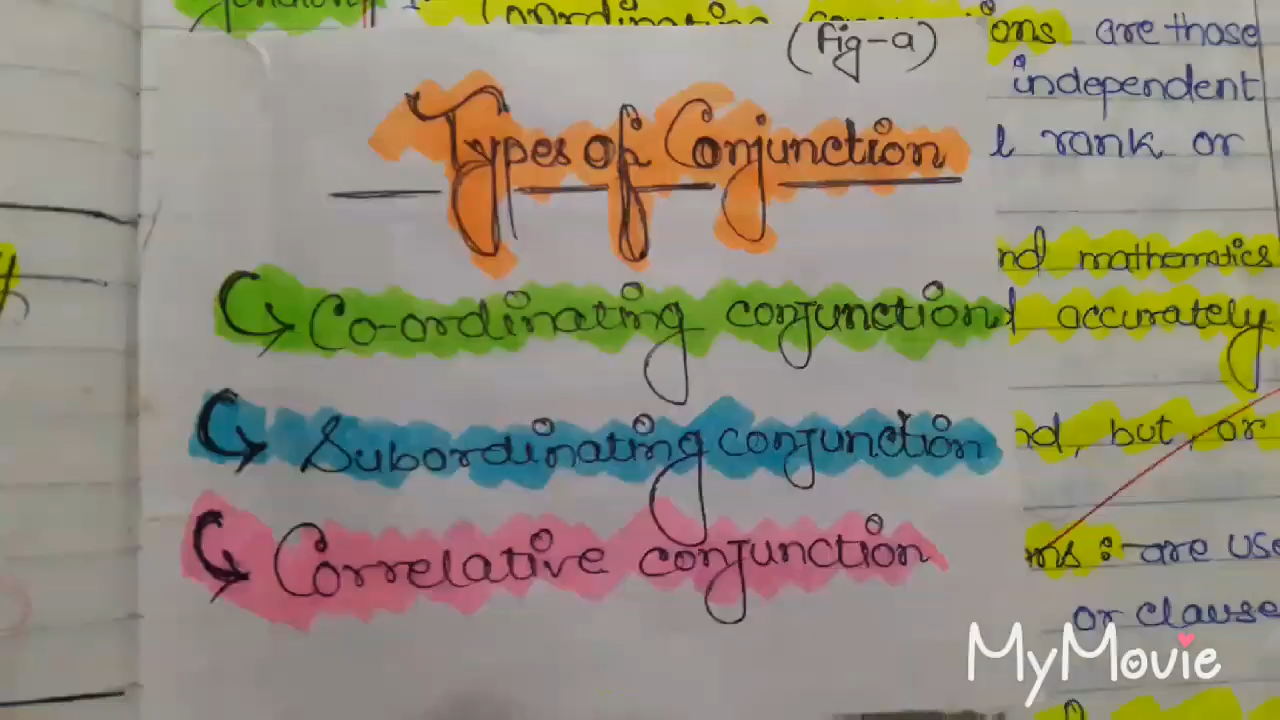 (Fig-a)
Types of Conjunction
Co-ordinating conjunction
Subordinating conjunction
Correlative conjunction
ons are those
independent
l rank or
nd mathematics
d accurately
nd, but, or
ms :- are use
or clause
MyMovie